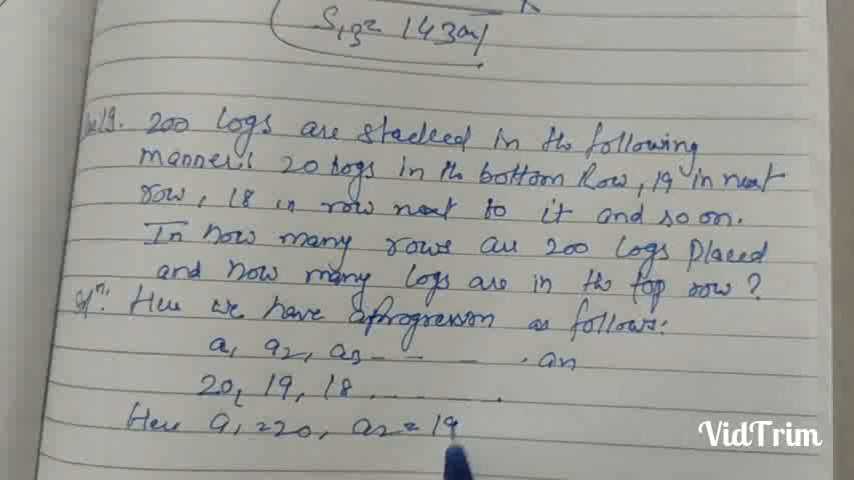 S₁₃ = 143 am
Q19. 200 logs are stacked in the following
manner: 20 logs in the bottom Row, 19 in next
row, 18 in row next to it and so on.
In how many rows are 200 logs placed
and how many logs are in the top row?
Solⁿ: Here we have a progression as follows:
a₁, a₂, a₃ - - - - . an
20, 19, 18 . . . . .
Here a₁ = 20, a₂ = 19
VidTrim